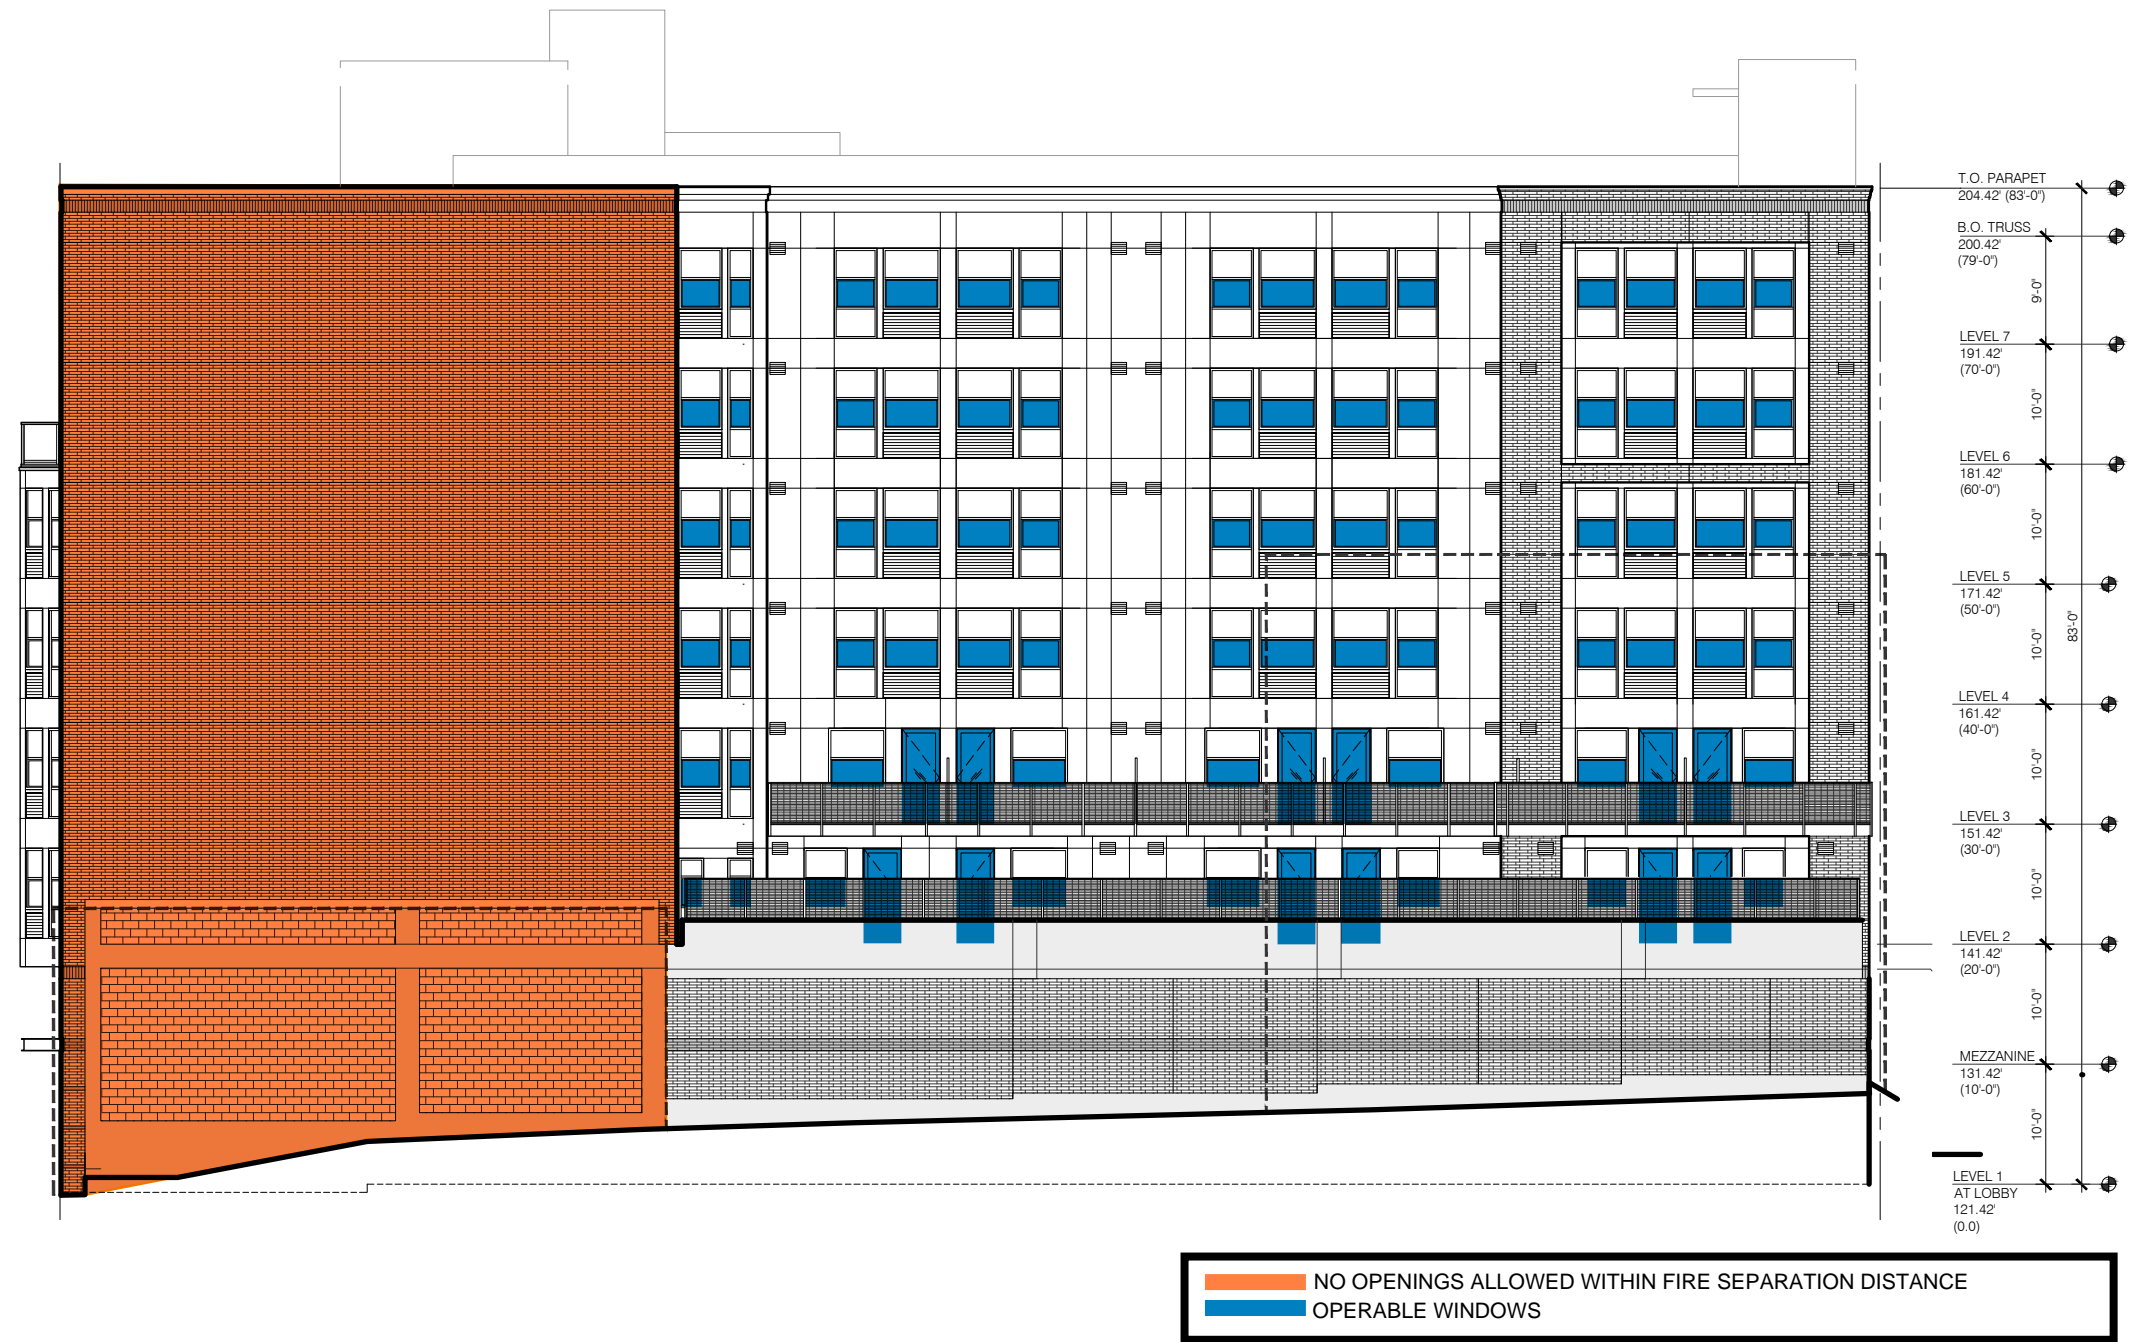 T.O. PARAPET
204.42' (83'-0")
B.O. TRUSS
200.42'
(79'-0")
9'-0"
LEVEL 7
191.42'
(70'-0")
10'-0"
LEVEL 6
181.42'
(60'-0")
10'-0"
LEVEL 5
171.42'
(50'-0")
10'-0"
83'-0"
LEVEL 4
161.42'
(40'-0")
10'-0"
LEVEL 3
151.42'
(30'-0")
10'-0"
LEVEL 2
141.42'
(20'-0")
10'-0"
MEZZANINE
131.42'
(10'-0")
10'-0"
LEVEL 1
AT LOBBY
121.42'
(0.0)
NO OPENINGS ALLOWED WITHIN FIRE SEPARATION DISTANCE
OPERABLE WINDOWS